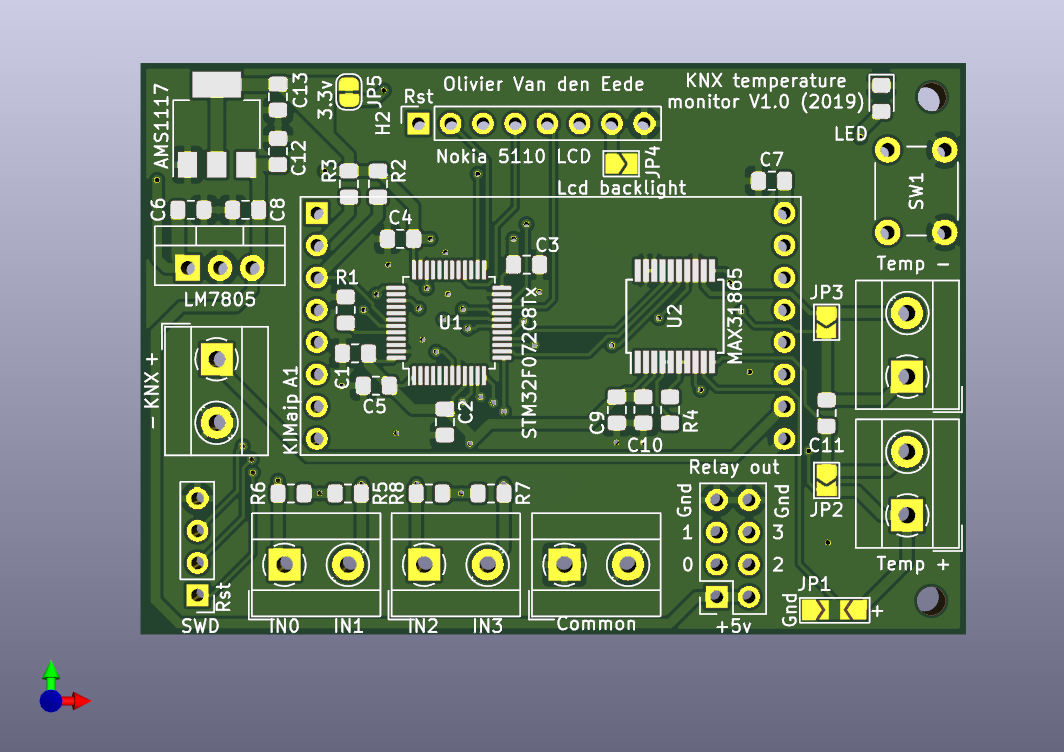 C13
3.3v
JP5
Olivier Van den Eede
KNX temperature
monitor V1.0 (2019)
AMS1117
Rst
H2
LED
C12
Nokia 5110 LCD
JP4
R3
R2
C7
Lcd backlight
SW1
C6
C8
C4
C3
Temp -
LM7805
R1
JP3
U1
U2
MAX31865
STM32F072C8Tx
- KNX +
C1
C5
KIMaip A1
C2
C9
R4
C10
C11
Relay out
R6
R5
R8
R7
Gnd
Gnd
JP2
1
3
0
2
Temp +
Rst
JP1
Gnd
+
SWD
IN0
IN1
IN2
IN3
Common
+5v